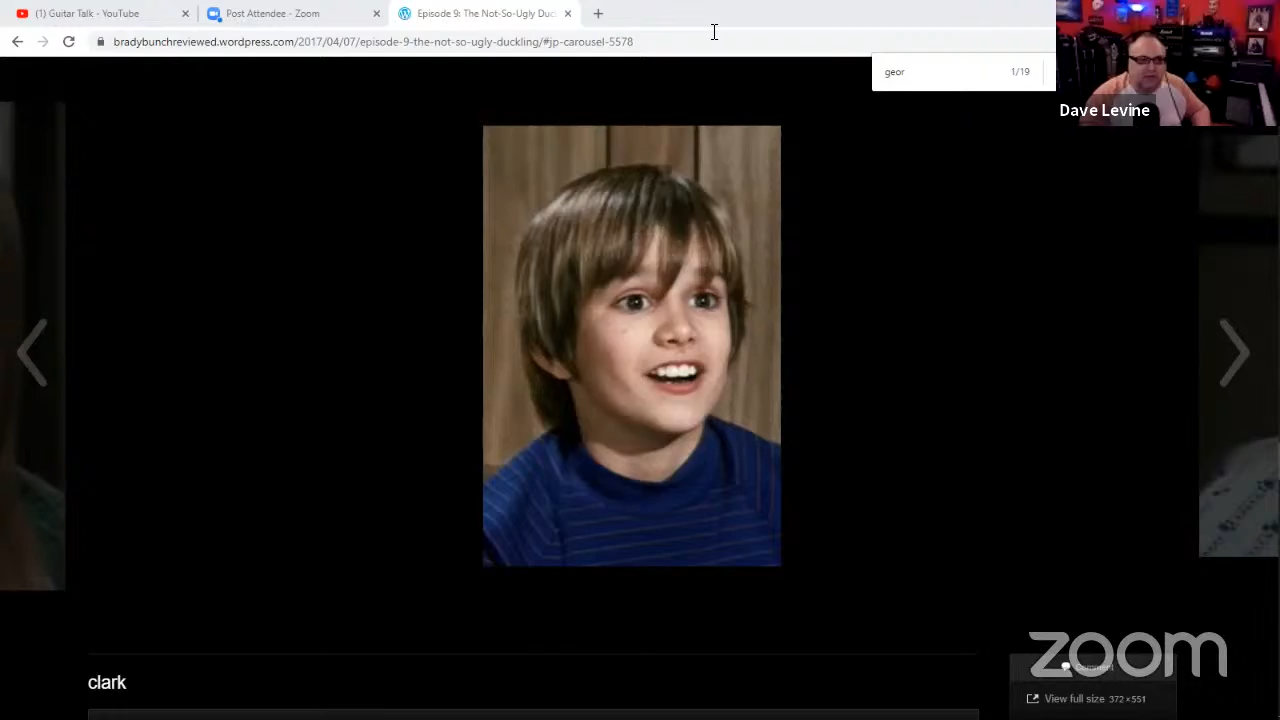 (1) Guitar Talk - YouTube
Post Attendee - Zoom
Episode 9: The Not-So-Ugly Duc
bradybunchreviewed.wordpress.com/2017/04/07/episode-9-the-not-so-ugly-duckling/#jp-carousel-5578
geor 1/19
Dave Levine
clark
zoom
Comment
View full size 372×551